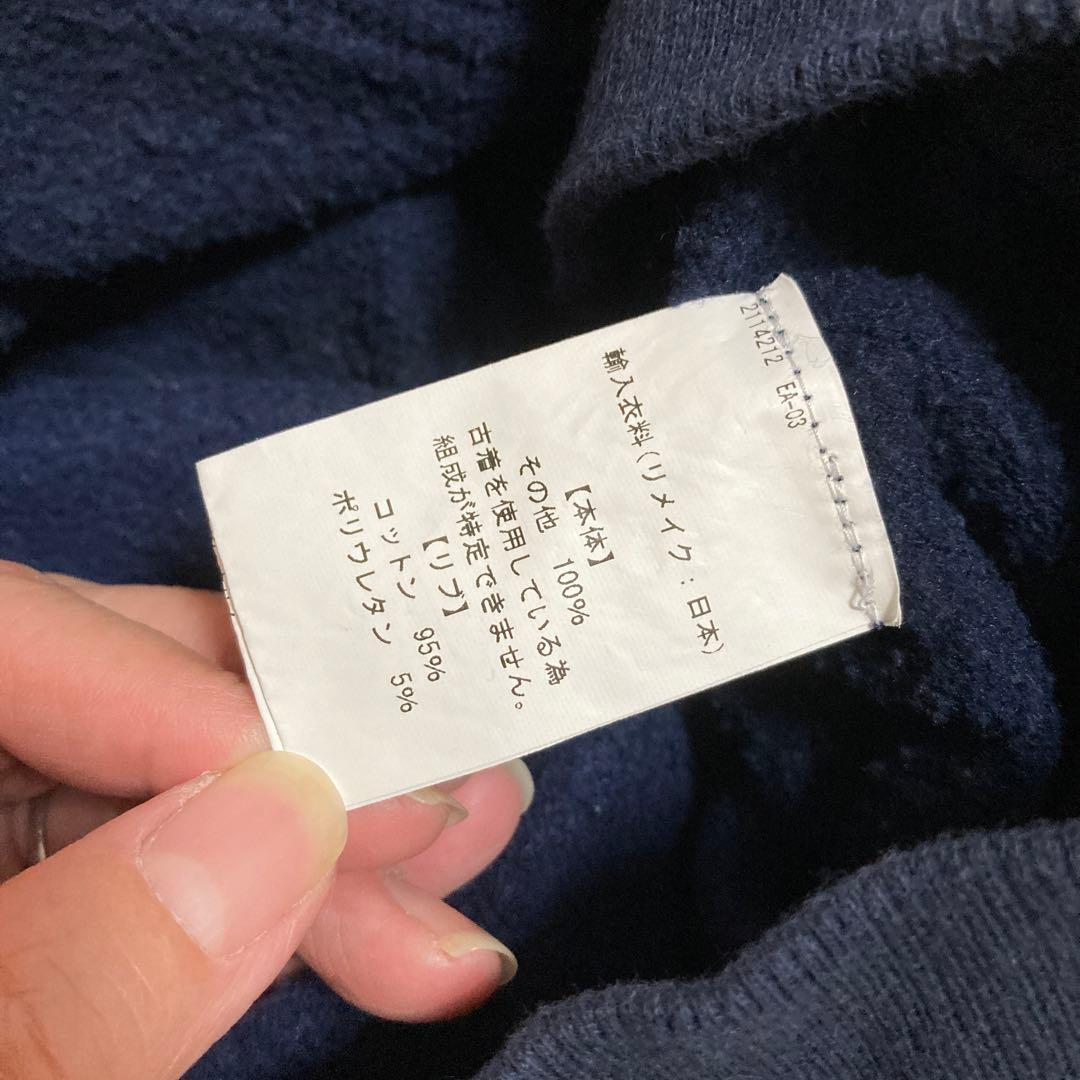 2114212 EA-03
輸入衣料(リメイク:日本)
【本体】
その他 100%
古着を使用している為
組成が特定できません。
【リブ】
コットン 95%
ポリウレタン 5%